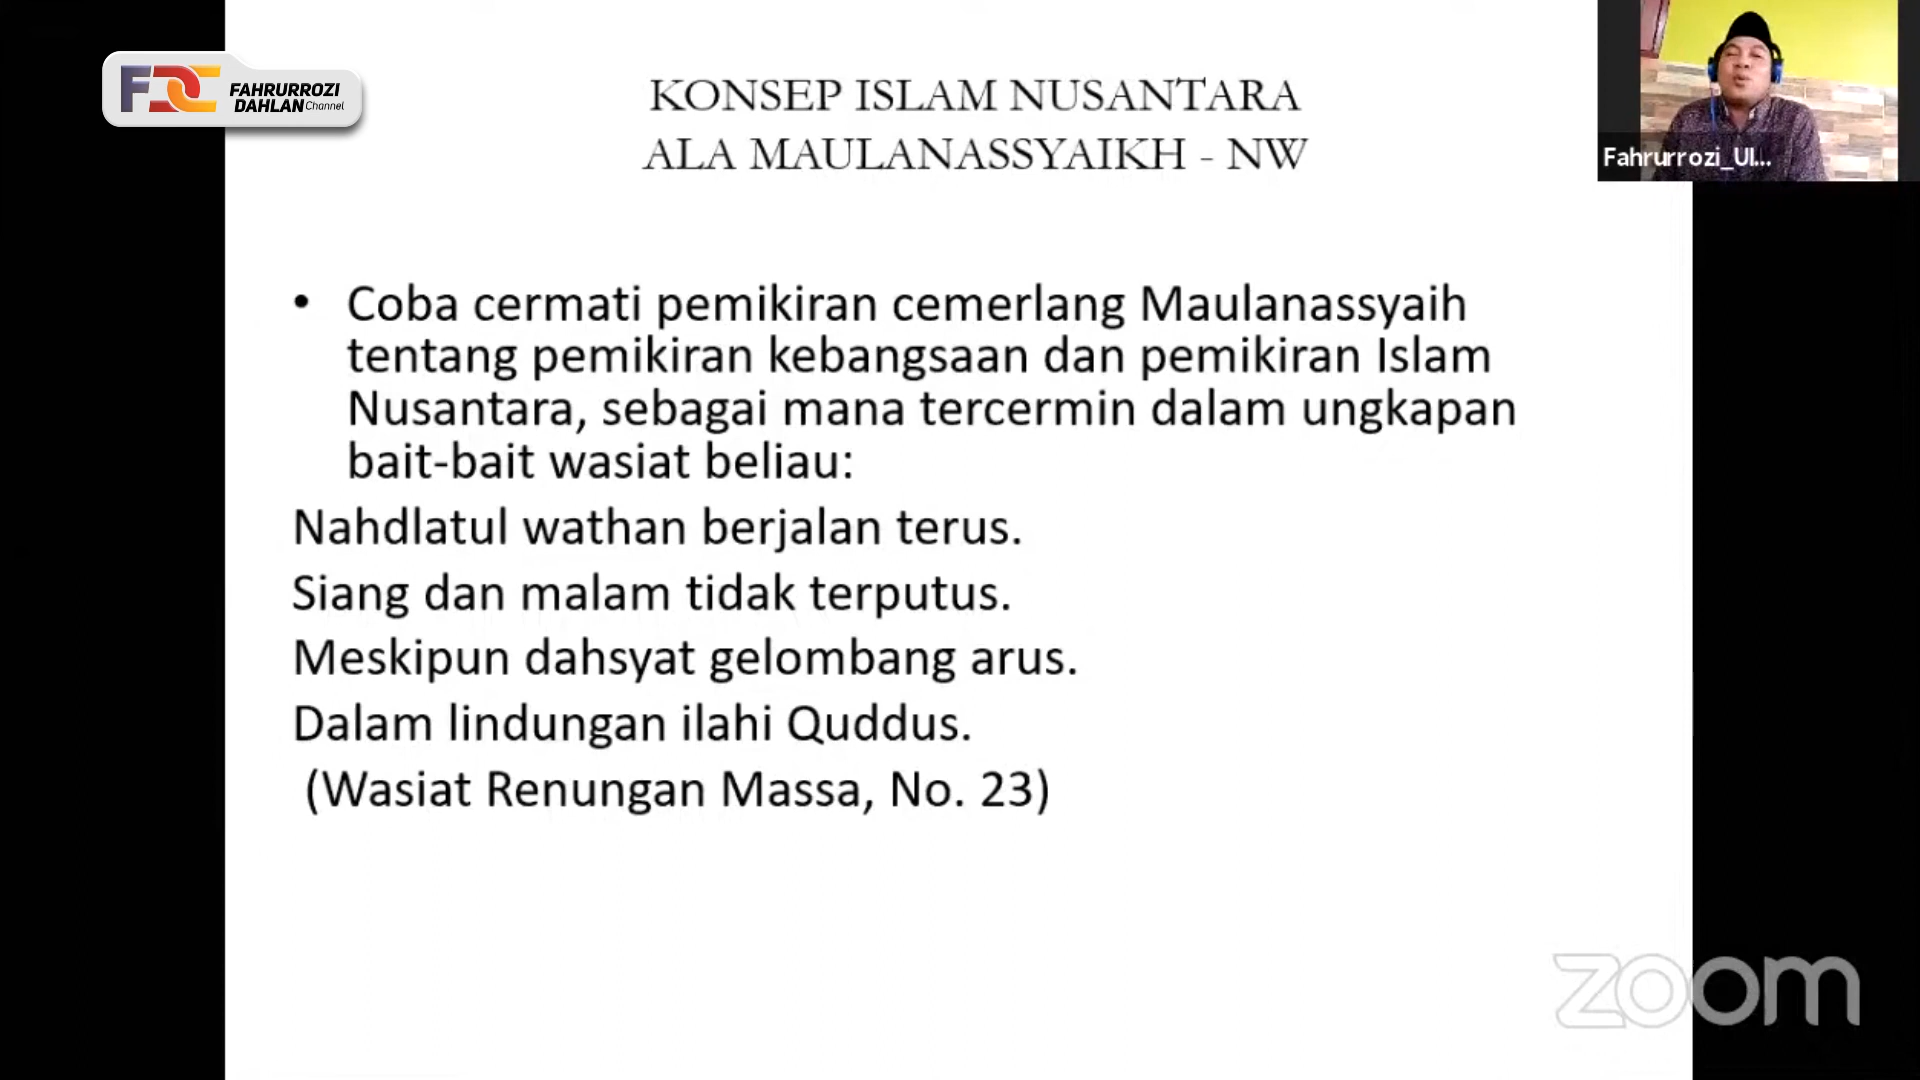 FDC FAHRURROZI
DAHLAN Channel
KONSEP ISLAM NUSANTARA
ALA MAULANASSYAIKH - NW
Fahrurrozi_UI...
• Coba cermati pemikiran cemerlang Maulanassyaih
tentang pemikiran kebangsaan dan pemikiran Islam
Nusantara, sebagai mana tercermin dalam ungkapan
bait-bait wasiat beliau:
Nahdlatul wathan berjalan terus.
Siang dan malam tidak terputus.
Meskipun dahsyat gelombang arus.
Dalam lindungan ilahi Quddus.
(Wasiat Renungan Massa, No. 23)
zoom